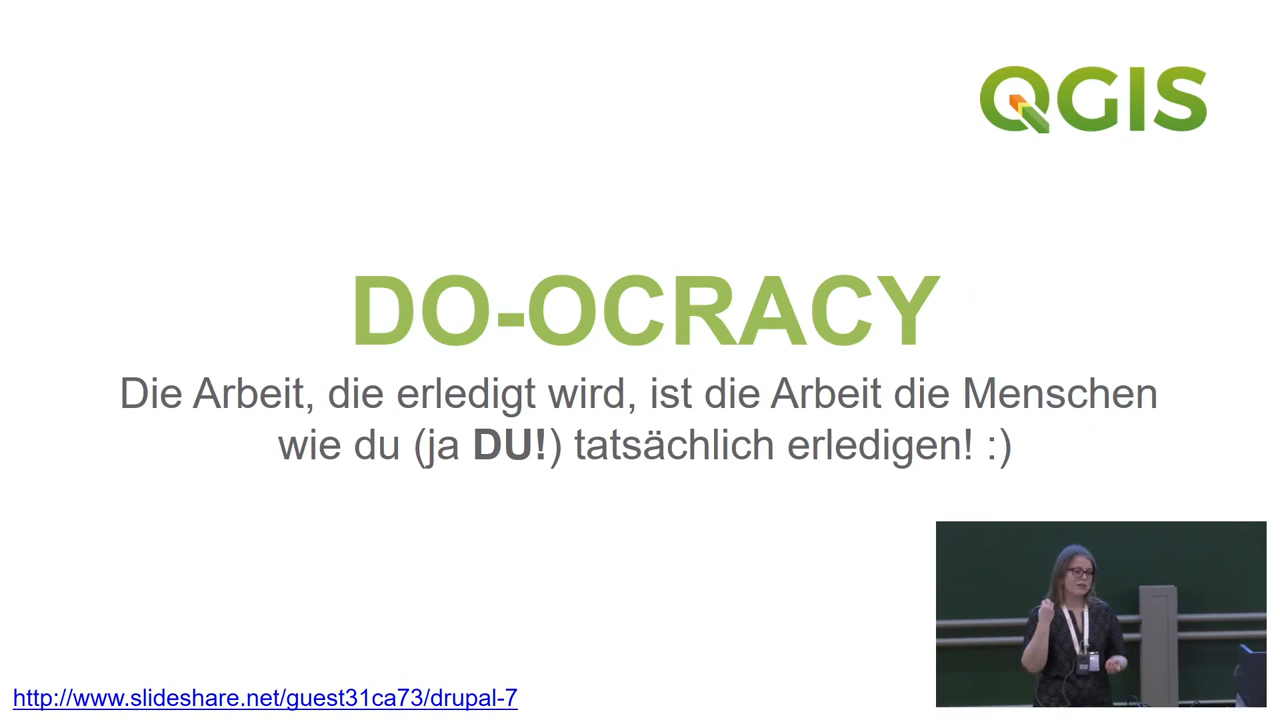 QGIS
DO-OCRACY
Die Arbeit, die erledigt wird, ist die Arbeit die Menschen
wie du (ja DU!) tatsächlich erledigen! :)
http://www.slideshare.net/guest31ca73/drupal-7